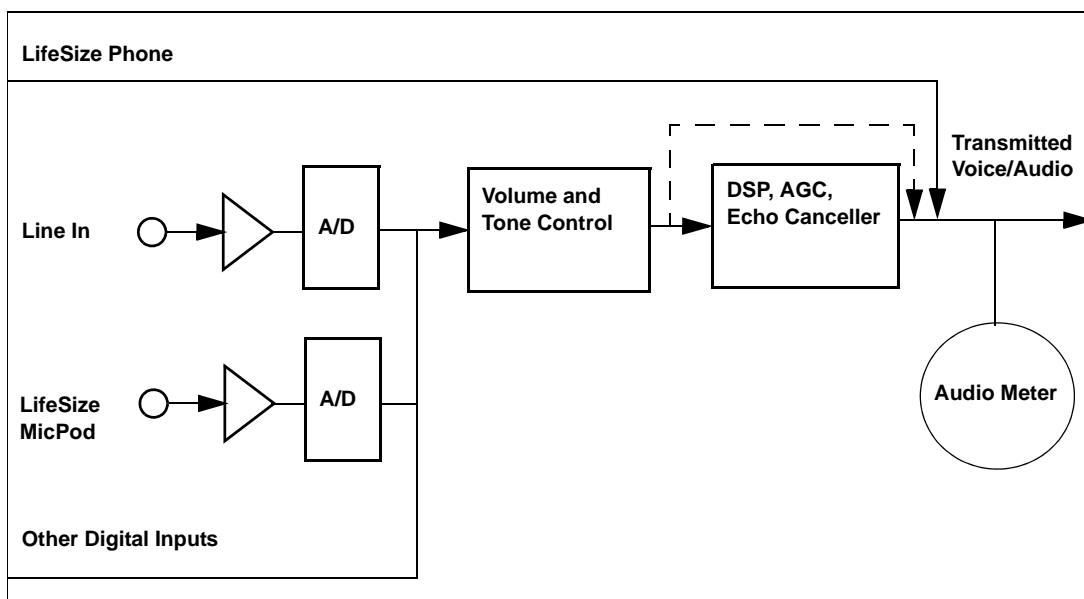 LifeSize Phone
Transmitted
Voice/Audio
Line In
A/D
Volume and
Tone Control
DSP, AGC,
Echo Canceller
LifeSize
MicPod
A/D
Audio Meter
Other Digital Inputs